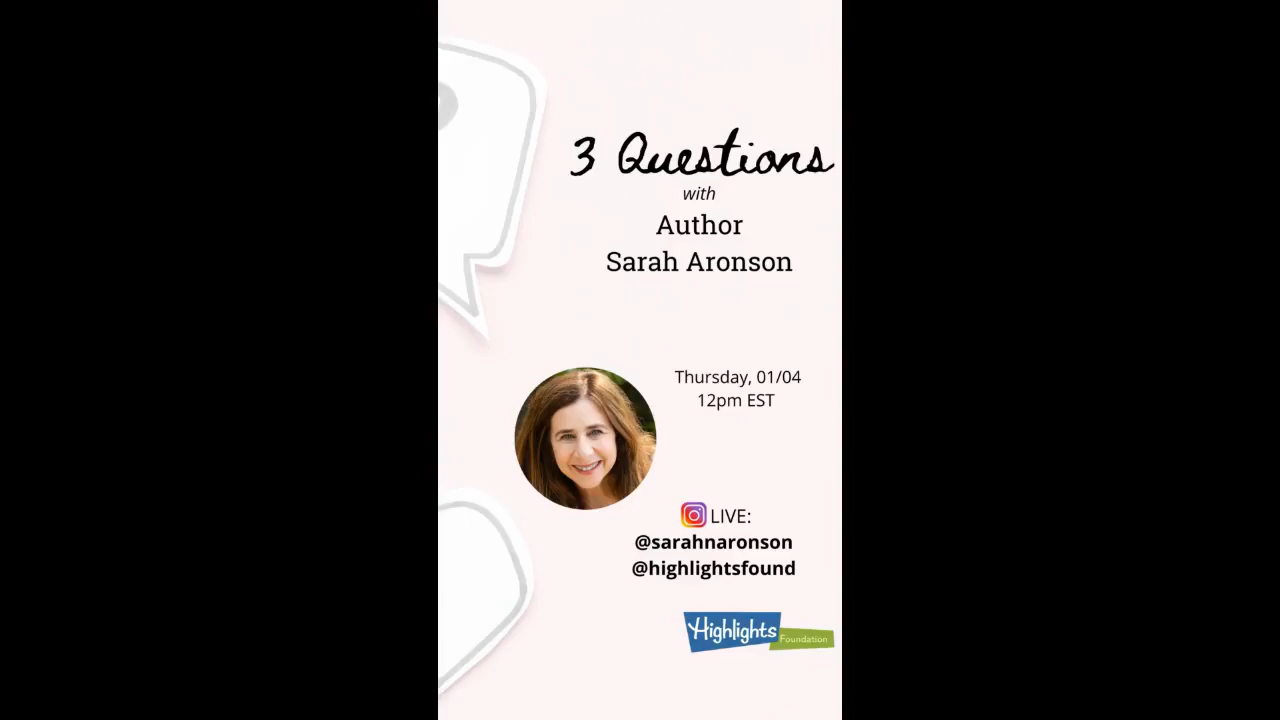 3 Questions
with
Author
Sarah Aronson
Thursday, 01/04
12pm EST
LIVE:
@sarahnaronson
@highlightsfound
Highlights
Foundation